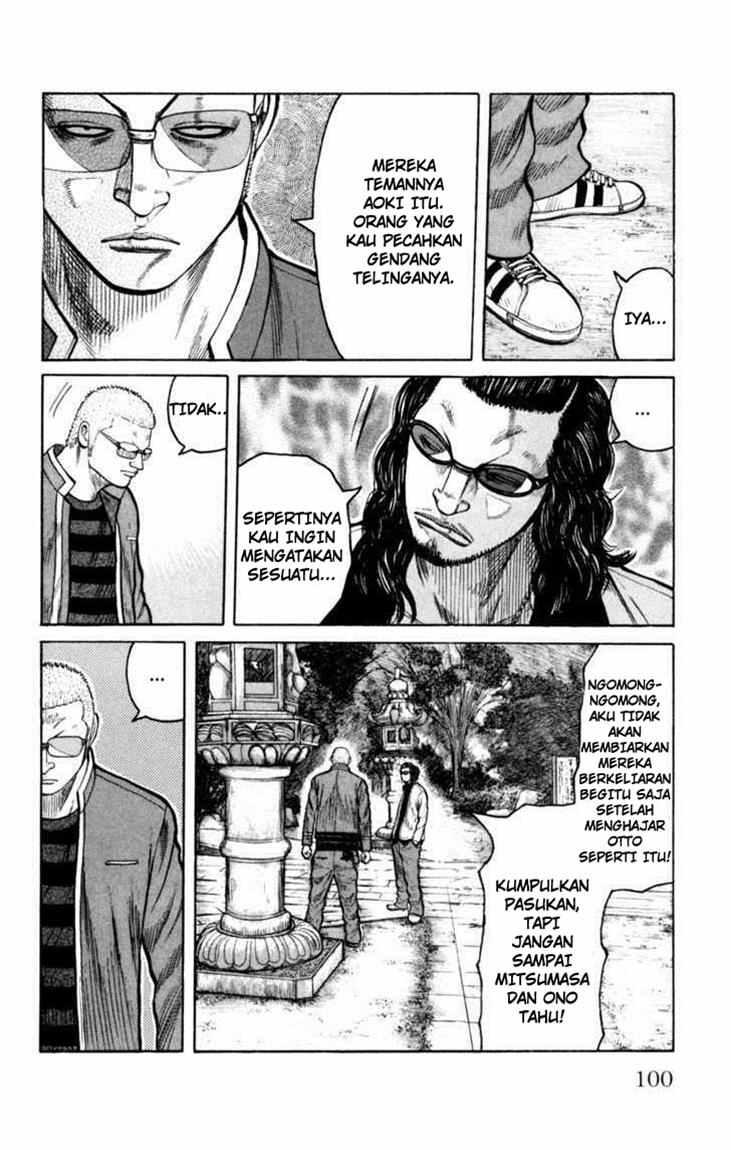 IYA...
MEREKA
TEMANNYA
AOKI ITU.
ORANG YANG
KAU PECAHKAN
GENDANG
TELINGANYA.
...
SEPERTINYA
KAU INGIN
MENGATAKAN
SESUATU...
TIDAK..
NGOMONG-
NGOMONG,
AKU TIDAK
AKAN
MEMBIARKAN
MEREKA
BERKELIARAN
BEGITU SAJA
SETELAH
MENGHAJAR
OTTO
SEPERTI ITU!
KUMPULKAN
PASUKAN,
TAPI
JANGAN
SAMPAI
MITSUMASA
DAN ONO
TAHU!
...
100